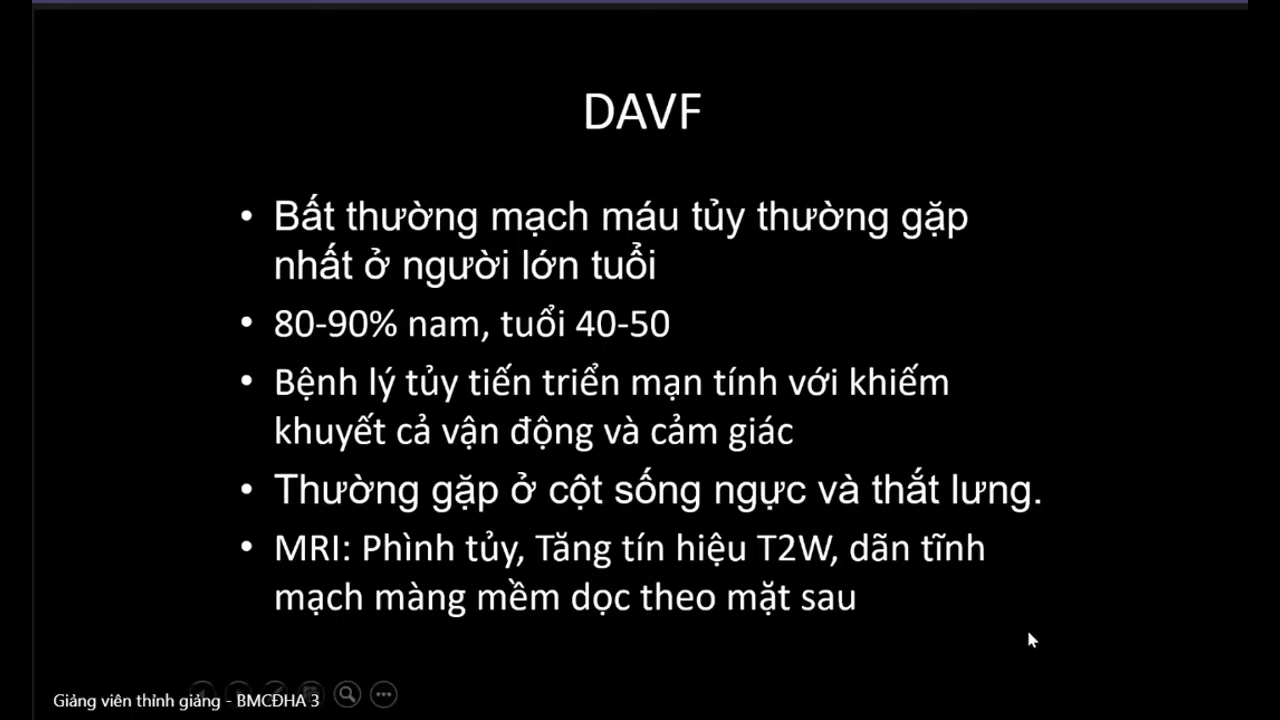 DAVF
• Bất thường mạch máu tủy thường gặp
nhất ở người lớn tuổi
• 80-90% nam, tuổi 40-50
• Bệnh lý tủy tiến triển mạn tính với khiếm
khuyết cả vận động và cảm giác
• Thường gặp ở cột sống ngực và thắt lưng.
• MRI: Phình tủy, Tăng tín hiệu T2W, dãn tĩnh
mạch màng mềm dọc theo mặt sau
Giảng viên thỉnh giảng - BMCĐHA 3